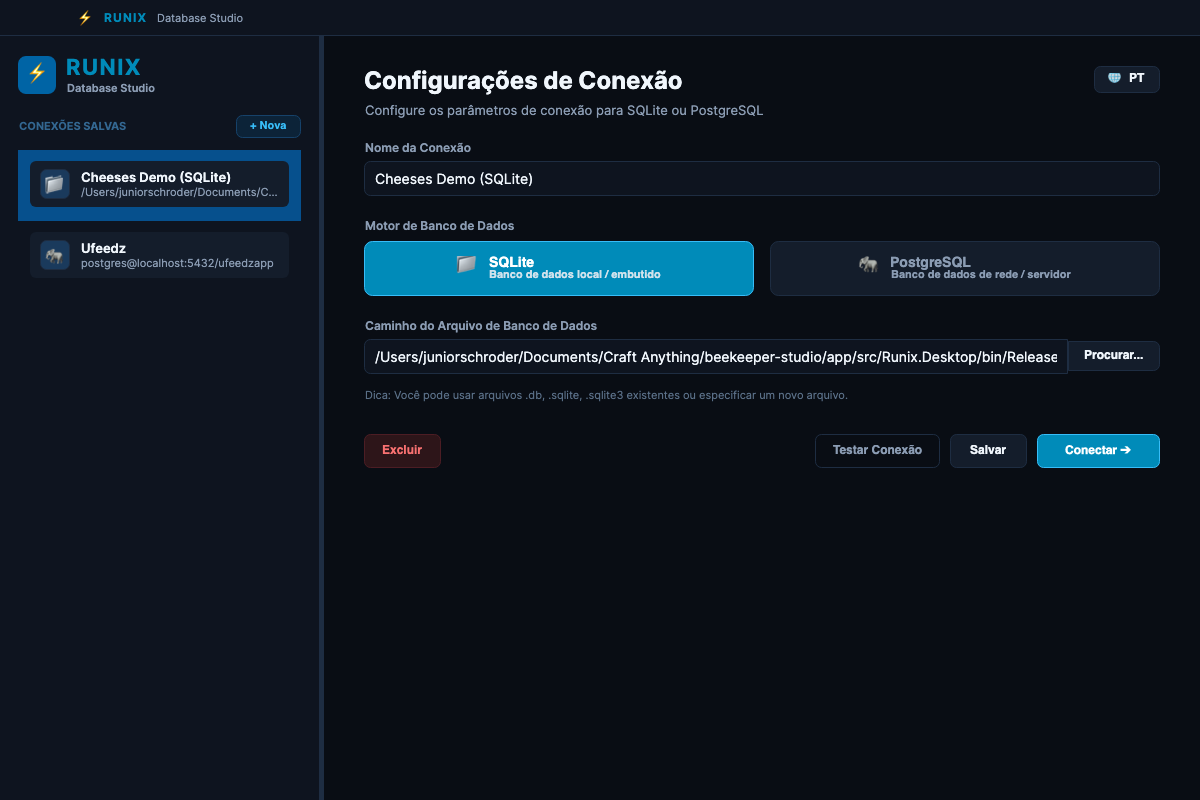 RUNIX Database Studio
RUNIX
Database Studio
CONEXÕES SALVAS
+ Nova
Cheeses Demo (SQLite)
/Users/juniorschroder/Documents/C...
Ufeedz
postgres@localhost:5432/ufeedzapp
Configurações de Conexão
PT
Configure os parâmetros de conexão para SQLite ou PostgreSQL
Nome da Conexão
Cheeses Demo (SQLite)
Motor de Banco de Dados
SQLite
Banco de dados local / embutido
PostgreSQL
Banco de dados de rede / servidor
Caminho do Arquivo de Banco de Dados
/Users/juniorschroder/Documents/Craft Anything/beekeeper-studio/app/src/Runix.Desktop/bin/Release
Procurar...
Dica: Você pode usar arquivos .db, .sqlite, .sqlite3 existentes ou especificar um novo arquivo.
Excluir
Testar Conexão
Salvar
Conectar →